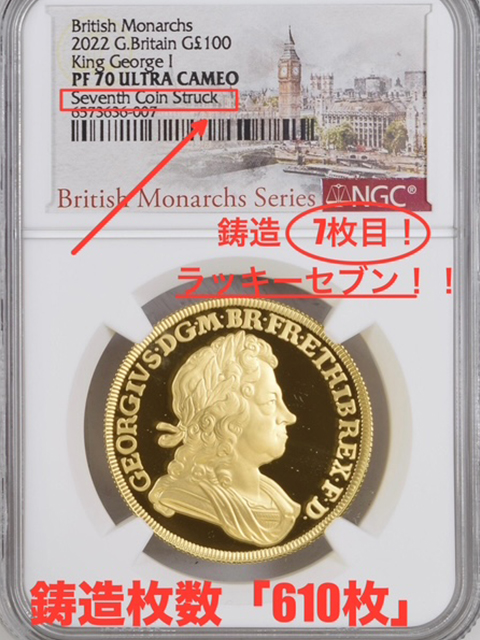 British Monarchs
2022 G.Britain G£100
King George I
PF 70 ULTRA CAMEO
Seventh Coin Struck
6573636-007
British Monarchs Series NGC®
鋳造 7枚目！
ラッキーセブン！！
GEORGIVS·D·G·M·BR·FR·ET·HIB·REX·F·D·
鋳造枚数「610枚」